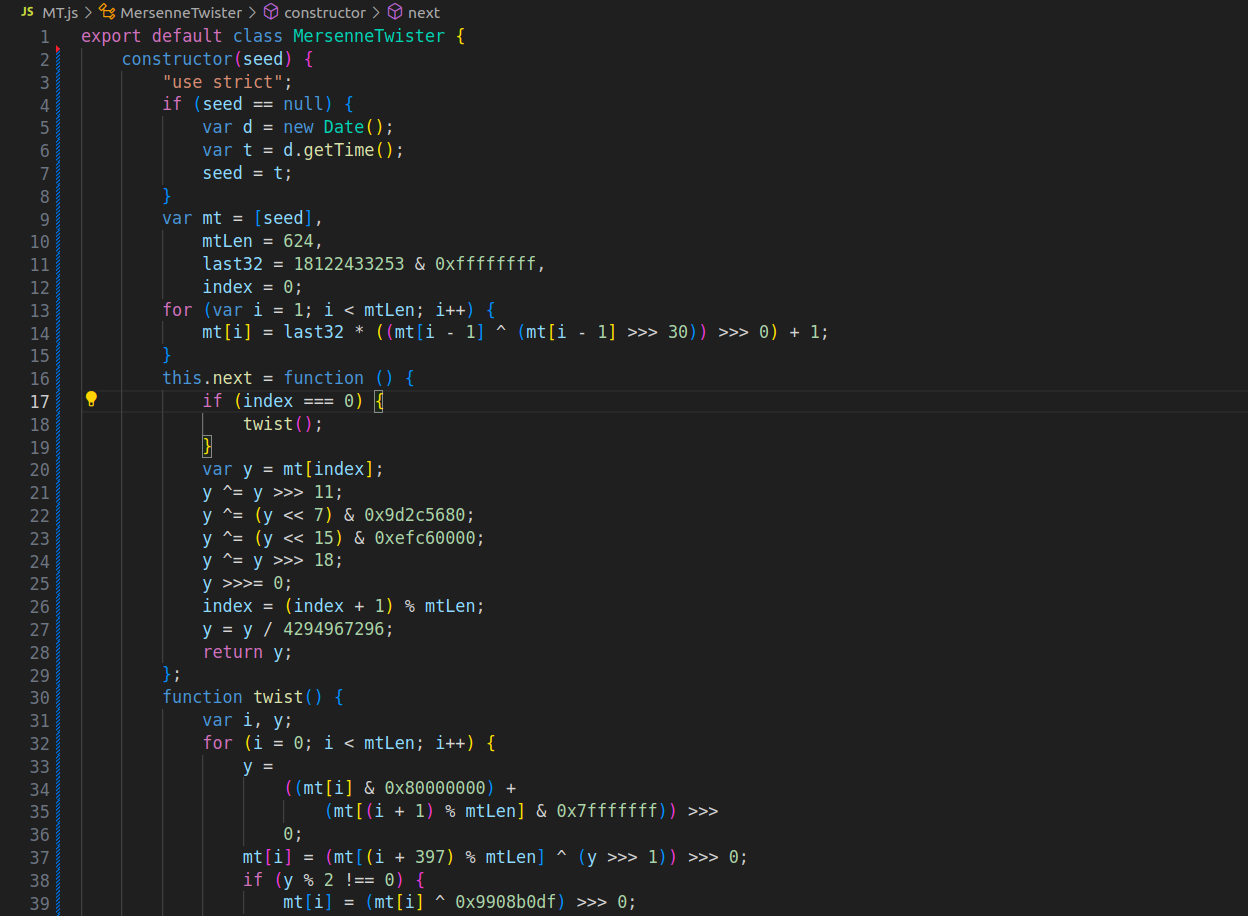 JS MT.js > MersenneTwister > constructor > next
1 export default class MersenneTwister {
2 constructor(seed) {
3 "use strict";
4 if (seed == null) {
5 var d = new Date();
6 var t = d.getTime();
7 seed = t;
8 }
9 var mt = [seed],
10 mtLen = 624,
11 last32 = 18122433253 & 0xffffffff,
12 index = 0;
13 for (var i = 1; i < mtLen; i++) {
14 mt[i] = last32 * ((mt[i - 1] ^ (mt[i - 1] >>> 30)) >>> 0) + 1;
15 }
16 this.next = function () {
17 if (index === 0) {
18 twist();
19 }
20 var y = mt[index];
21 y ^= y >>> 11;
22 y ^= (y << 7) & 0x9d2c5680;
23 y ^= (y << 15) & 0xefc60000;
24 y ^= y >>> 18;
25 y >>>= 0;
26 index = (index + 1) % mtLen;
27 y = y / 4294967296;
28 return y;
29 };
30 function twist() {
31 var i, y;
32 for (i = 0; i < mtLen; i++) {
33 y =
34 ((mt[i] & 0x80000000) +
35 (mt[(i + 1) % mtLen] & 0x7fffffff)) >>>
36 0;
37 mt[i] = (mt[(i + 397) % mtLen] ^ (y >>> 1)) >>> 0;
38 if (y % 2 !== 0) {
39 mt[i] = (mt[i] ^ 0x9908b0df) >>> 0;